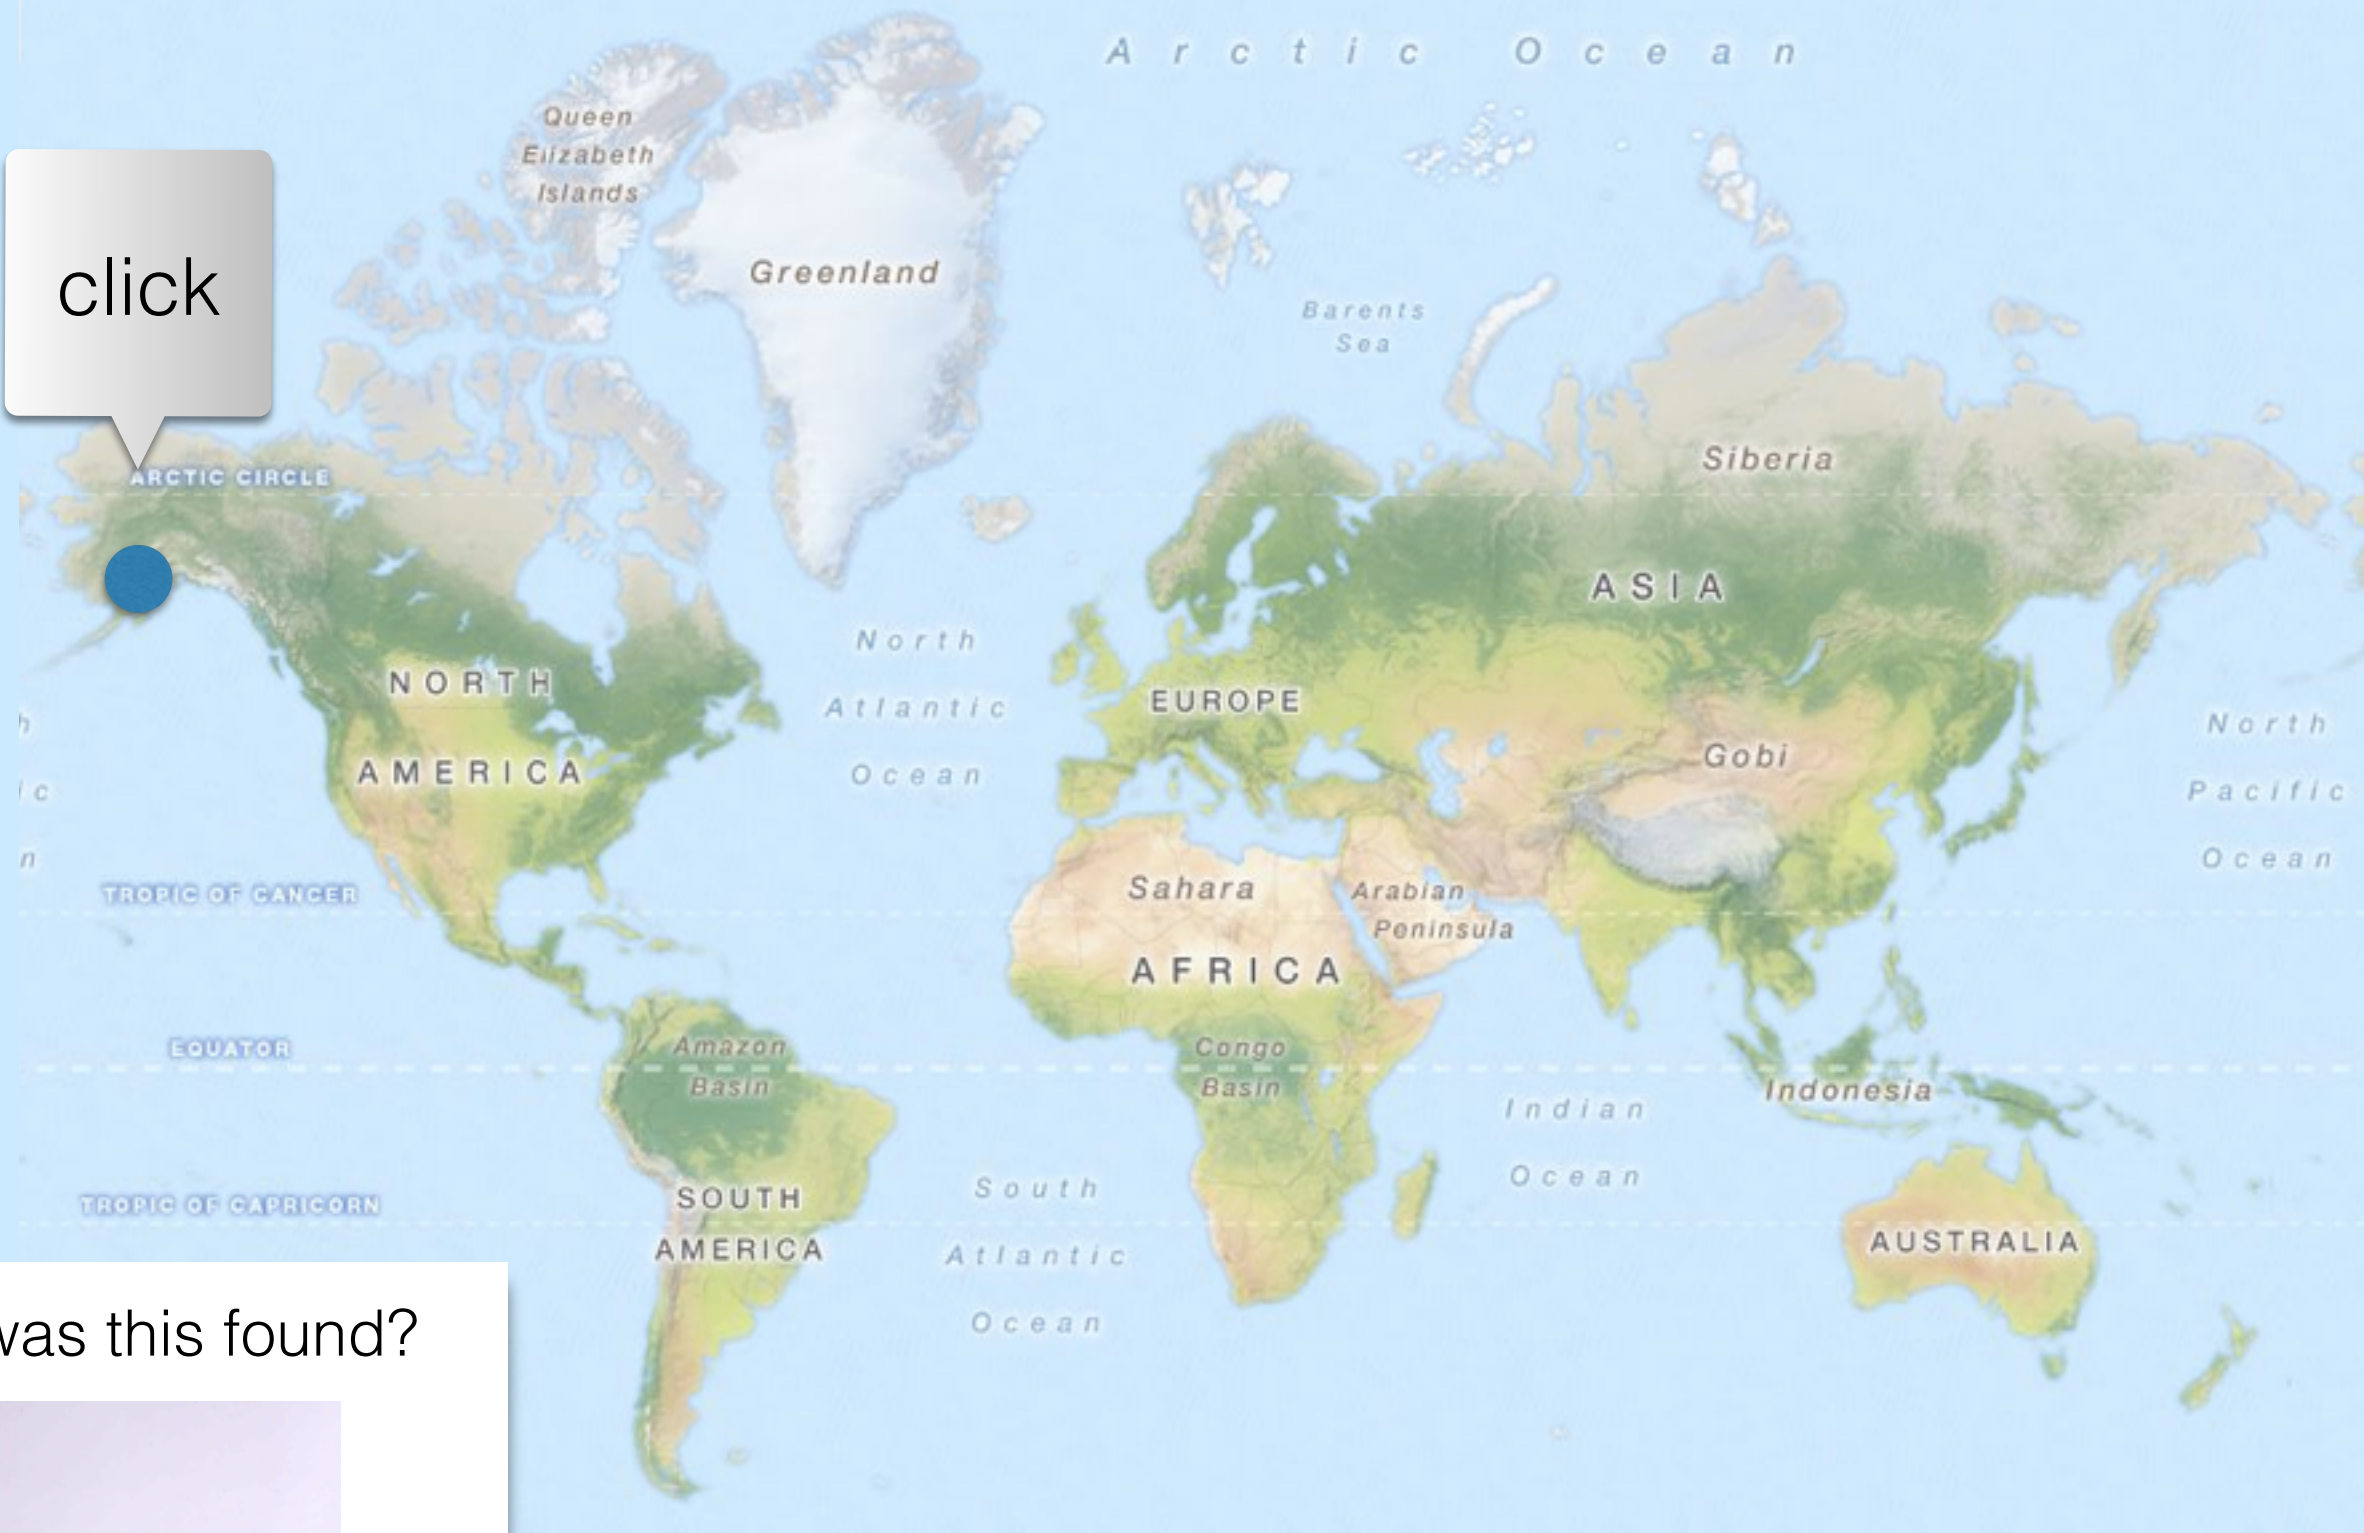 Arctic Ocean
Queen
Elizabeth
Islands
click
Greenland
Barents
Sea
ARCTIC CIRCLE
Siberia
ASIA
North
Atlantic
Ocean
NORTH
AMERICA
EUROPE
Gobi
North
Pacific
Ocean
h
ic
n
TROPIC OF CANCER
Sahara
Arabian
Peninsula
AFRICA
EQUATOR
Amazon
Basin
Congo
Basin
Indonesia
Indian
Ocean
TROPIC OF CAPRICORN
SOUTH
AMERICA
South
Atlantic
Ocean
AUSTRALIA
was this found?